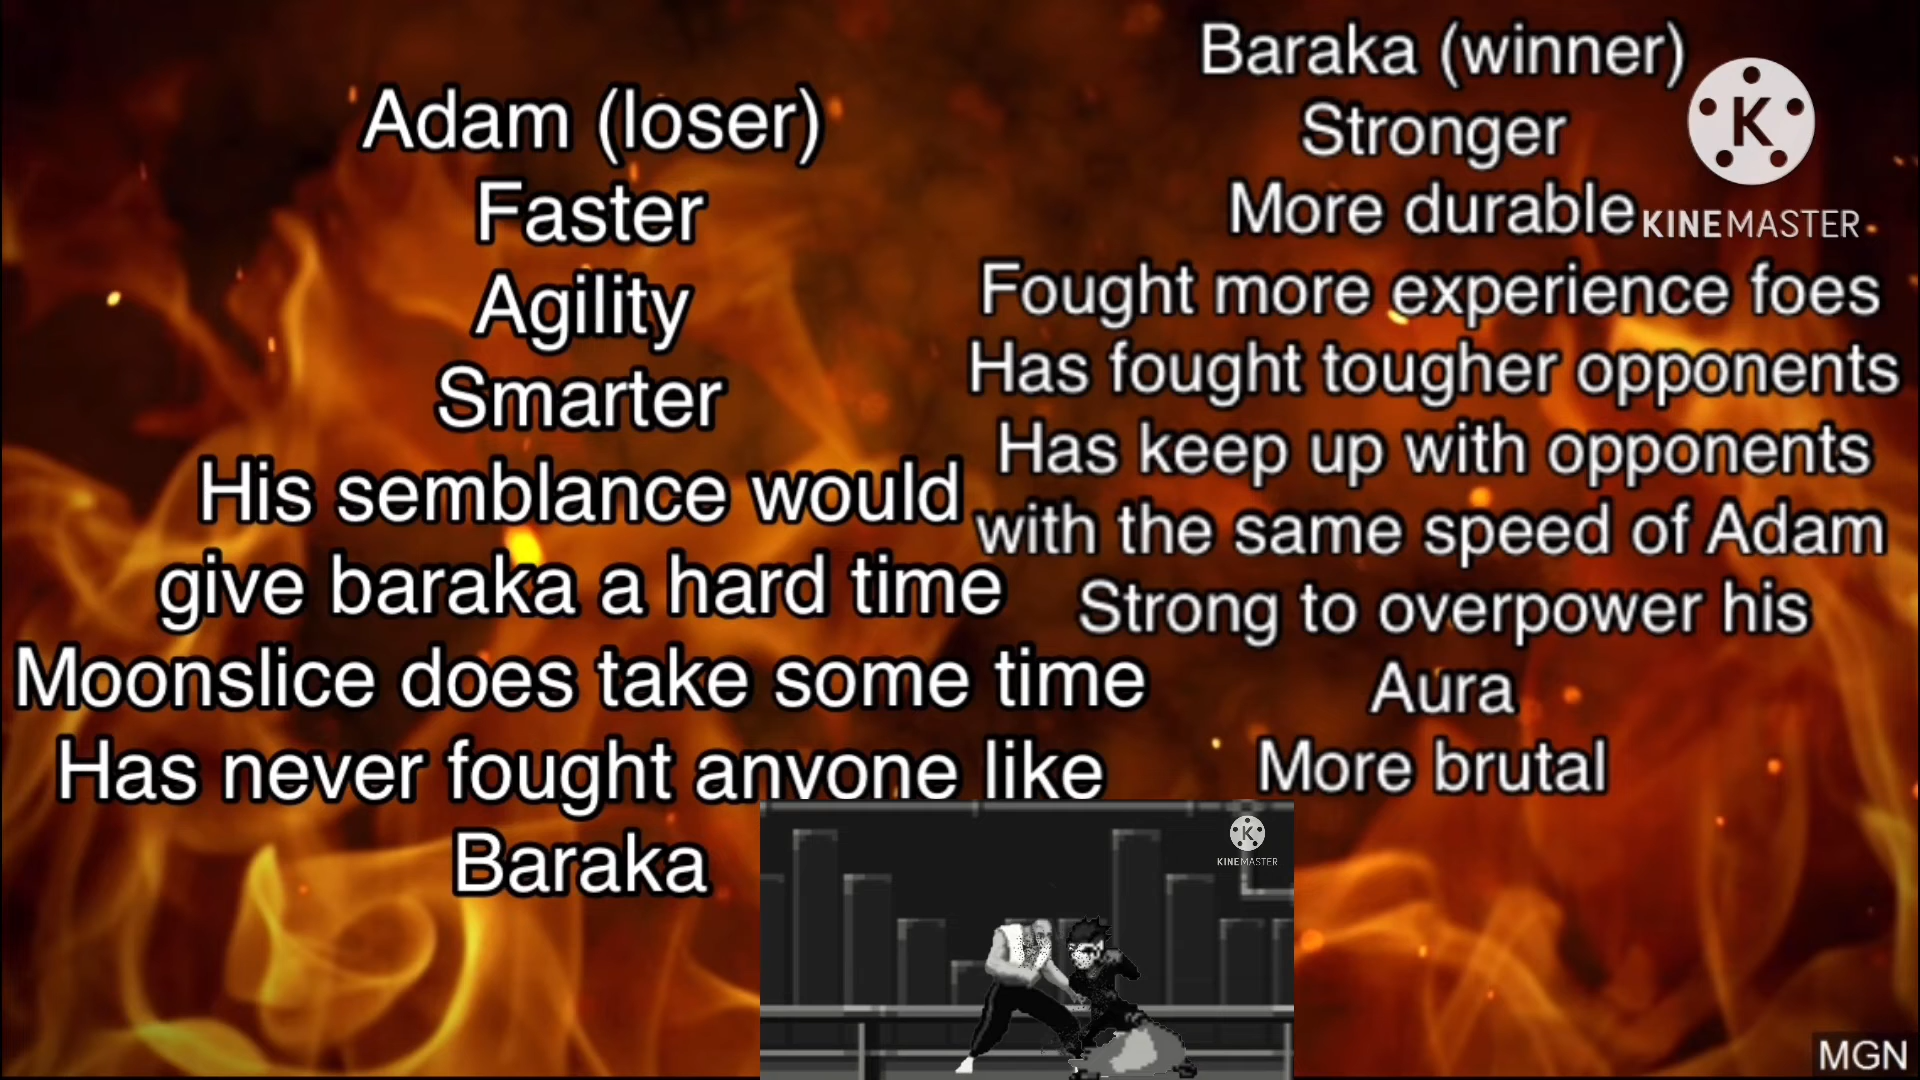 Adam (loser)
Faster
Agility
Smarter
His semblance would
give baraka a hard time
Moonslice does take some time
Has never fought anyone like
Baraka
Baraka (winner)
Stronger
More durable
Fought more experience foes
Has fought tougher opponents
Has keep up with opponents
with the same speed of Adam
Strong to overpower his
Aura
More brutal
K
KINEMASTER
K
KINEMASTER
MGN